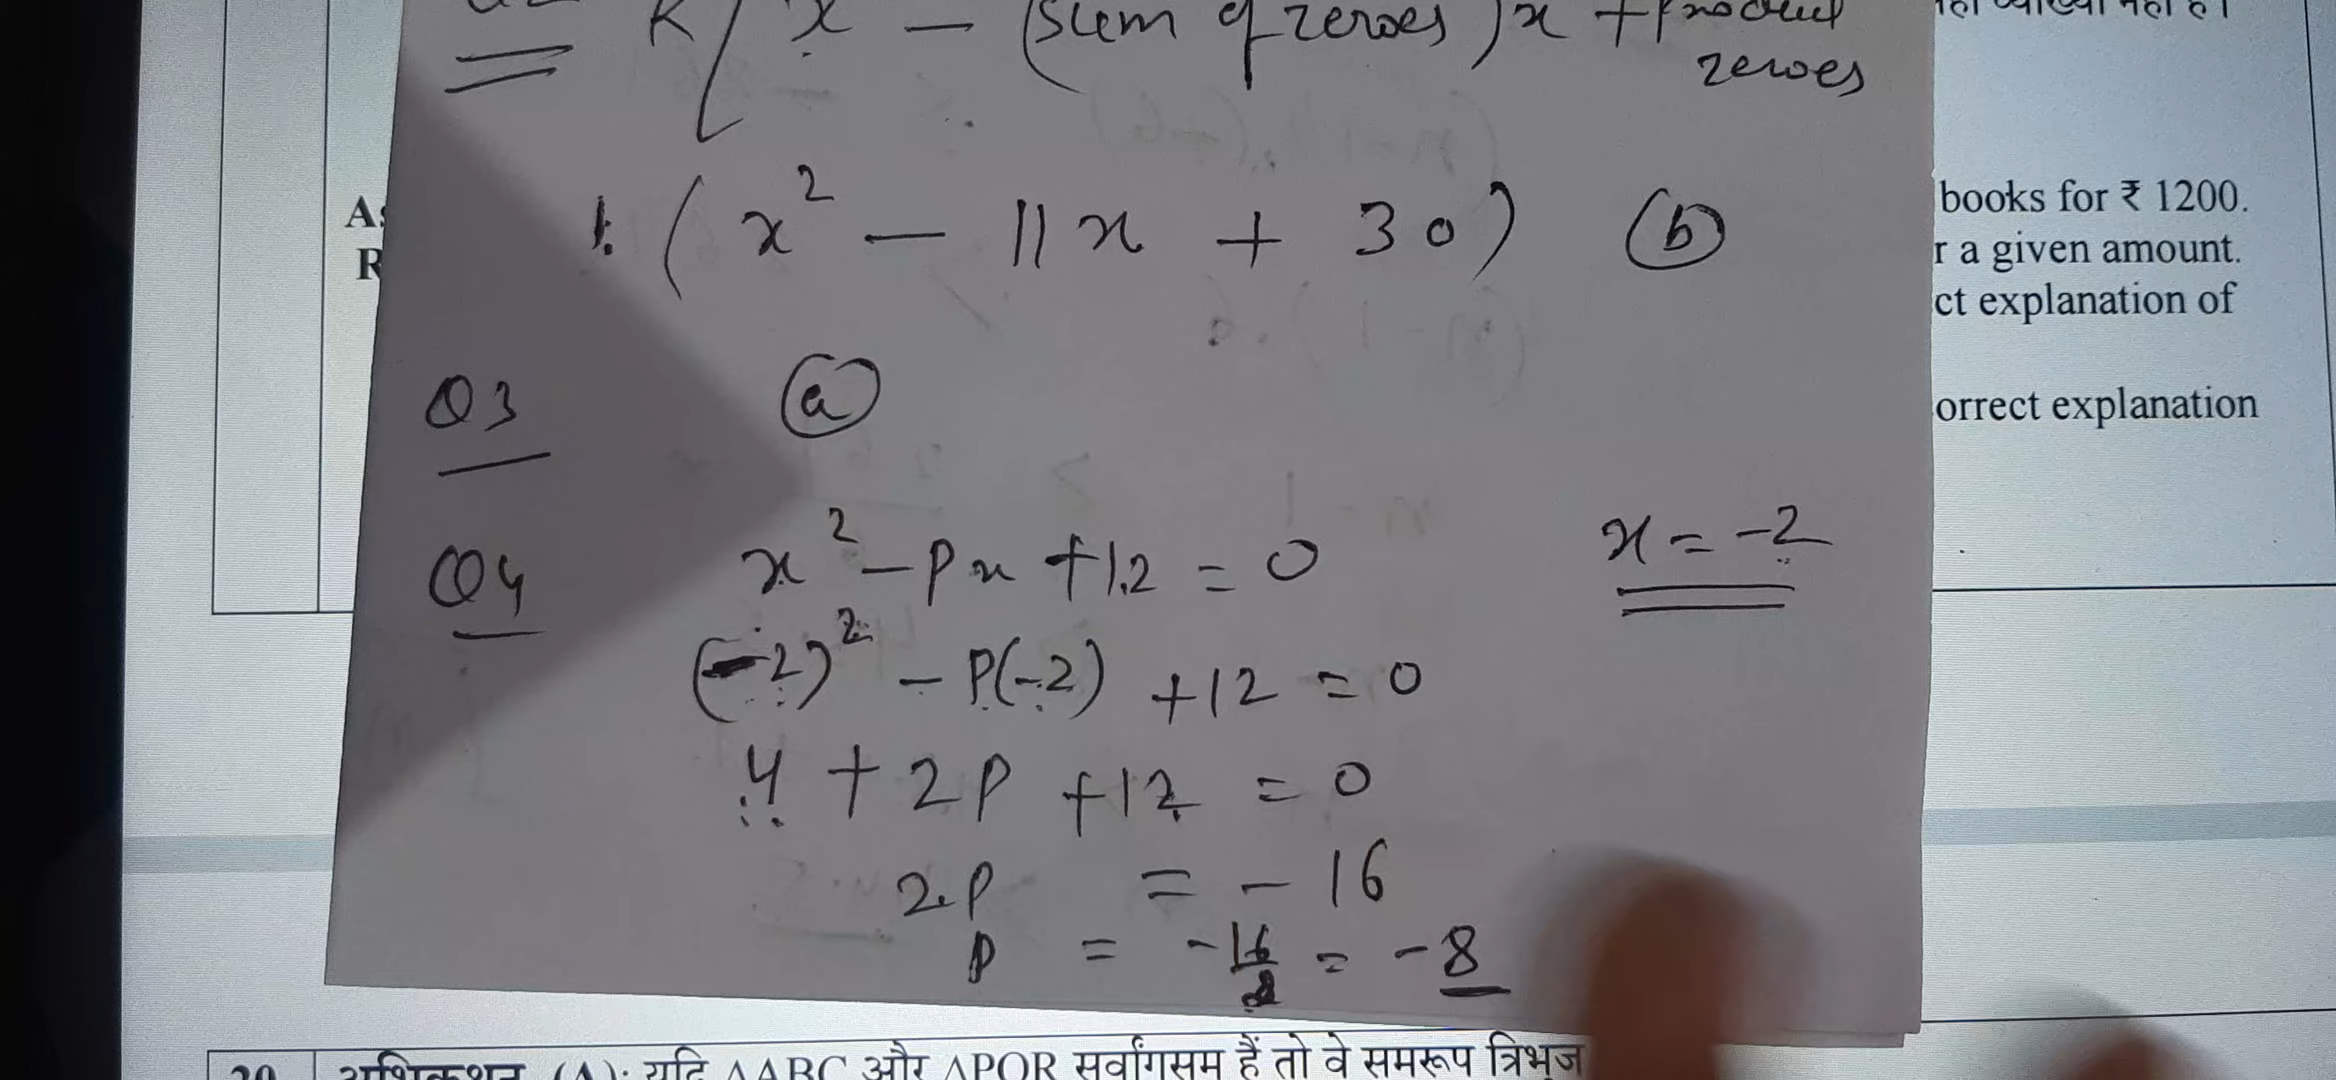 K ( x - (Sum of zeroes) x + Product
zeroes
नहीं है।
1. ( x² - 11x + 30 ) (b)
books for ₹ 1200.
r a given amount.
A
R
ct explanation of
Q3 (a)
orrect explanation
Q4 x² - Px + 12 = 0 x = -2
(-2)² - P(-2) + 12 = 0
4 + 2P + 12 = 0
2P = - 16
P = -16/2 = -8
20 अभिकथन (A): यदि ΔABC और ΔPQR सर्वांगसम हैं तो वे समरूप त्रिभुज